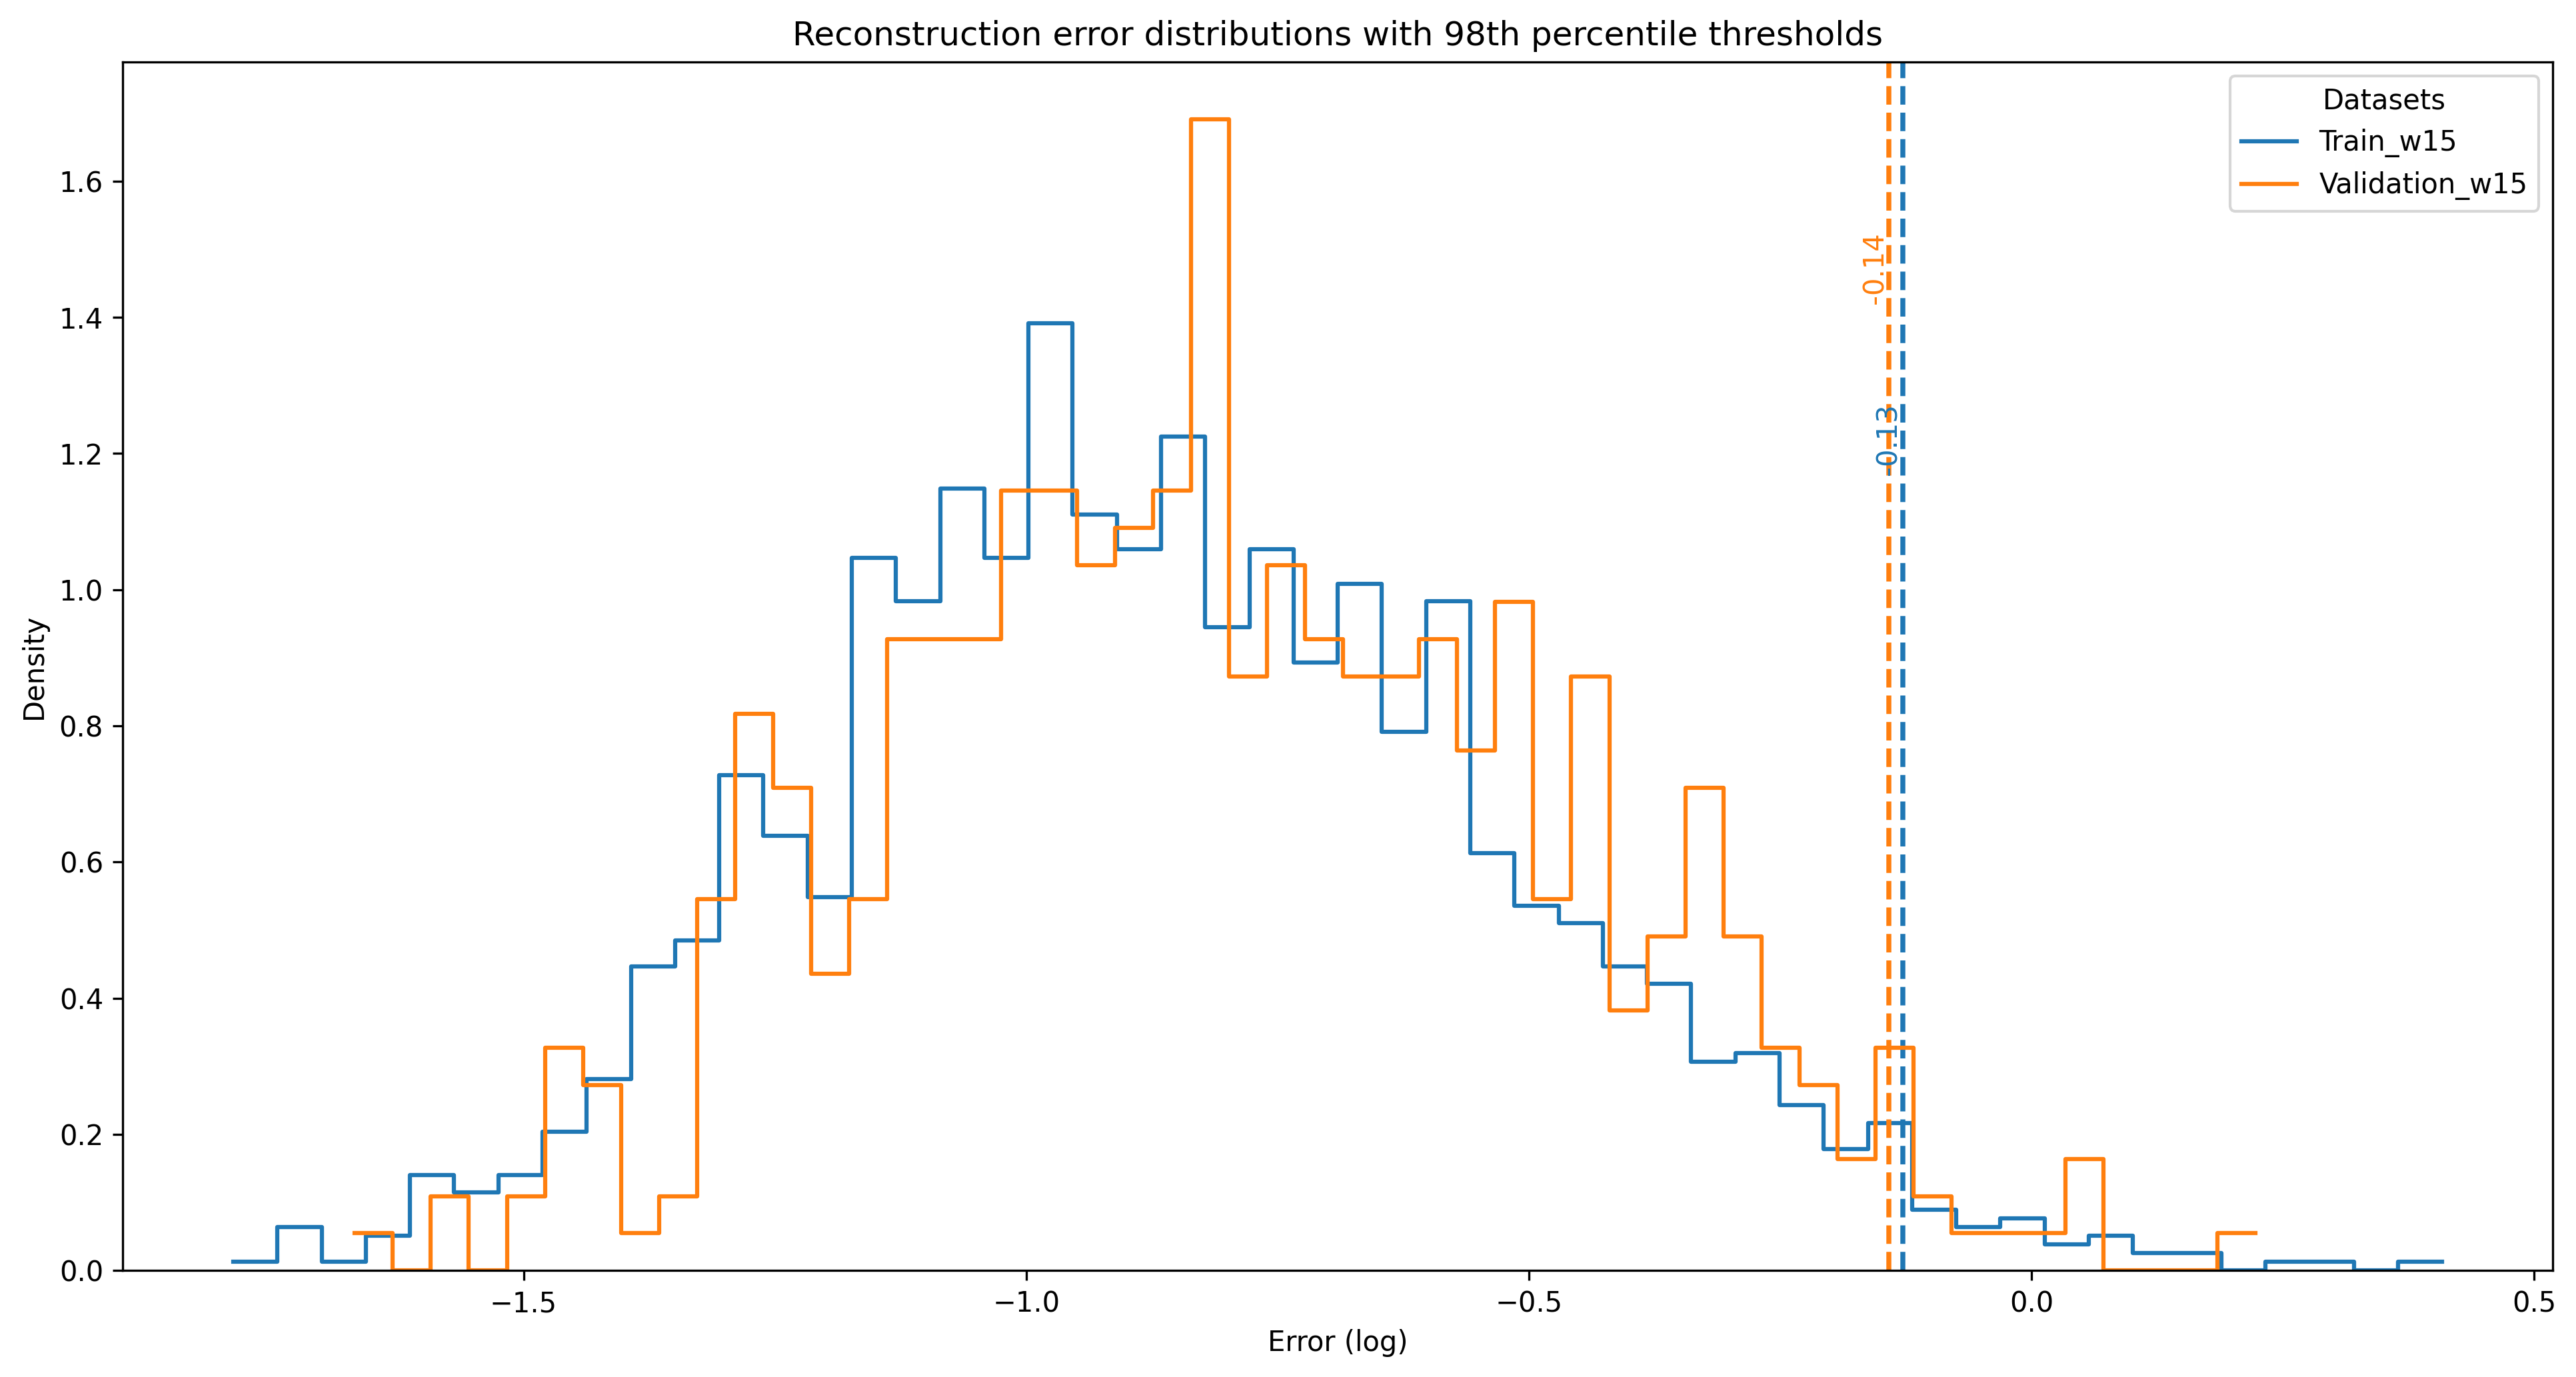 Reconstruction error distributions with 98th percentile thresholds
Datasets
Train_w15
Validation_w15
-0.14
-0.13
Density
1.6
1.4
1.2
1.0
0.8
0.6
0.4
0.2
0.0
−1.5
−1.0
−0.5
0.0
0.5
Error (log)